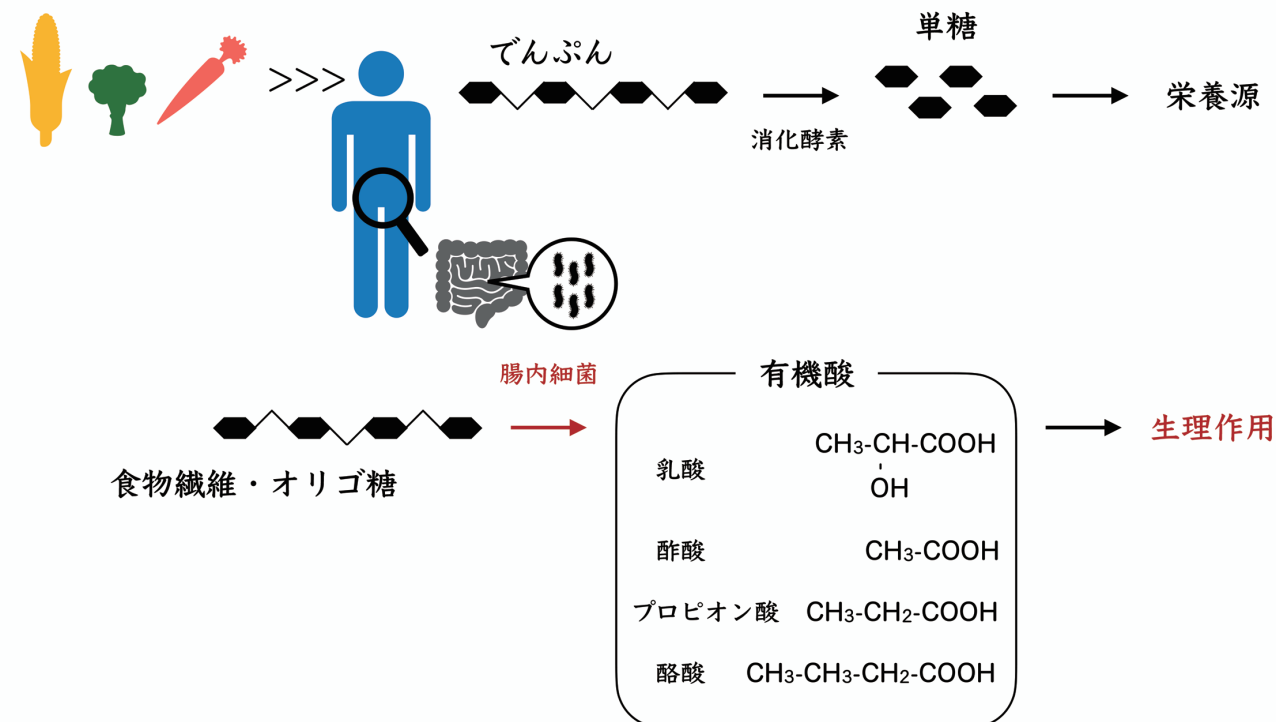 >>>
でんぷん
消化酵素
単糖
栄養源
腸内細菌
食物繊維・オリゴ糖
有機酸
乳酸 CH3-CH-COOH
OH
酢酸 CH3-COOH
プロピオン酸 CH3-CH2-COOH
酪酸 CH3-CH3-CH2-COOH
生理作用